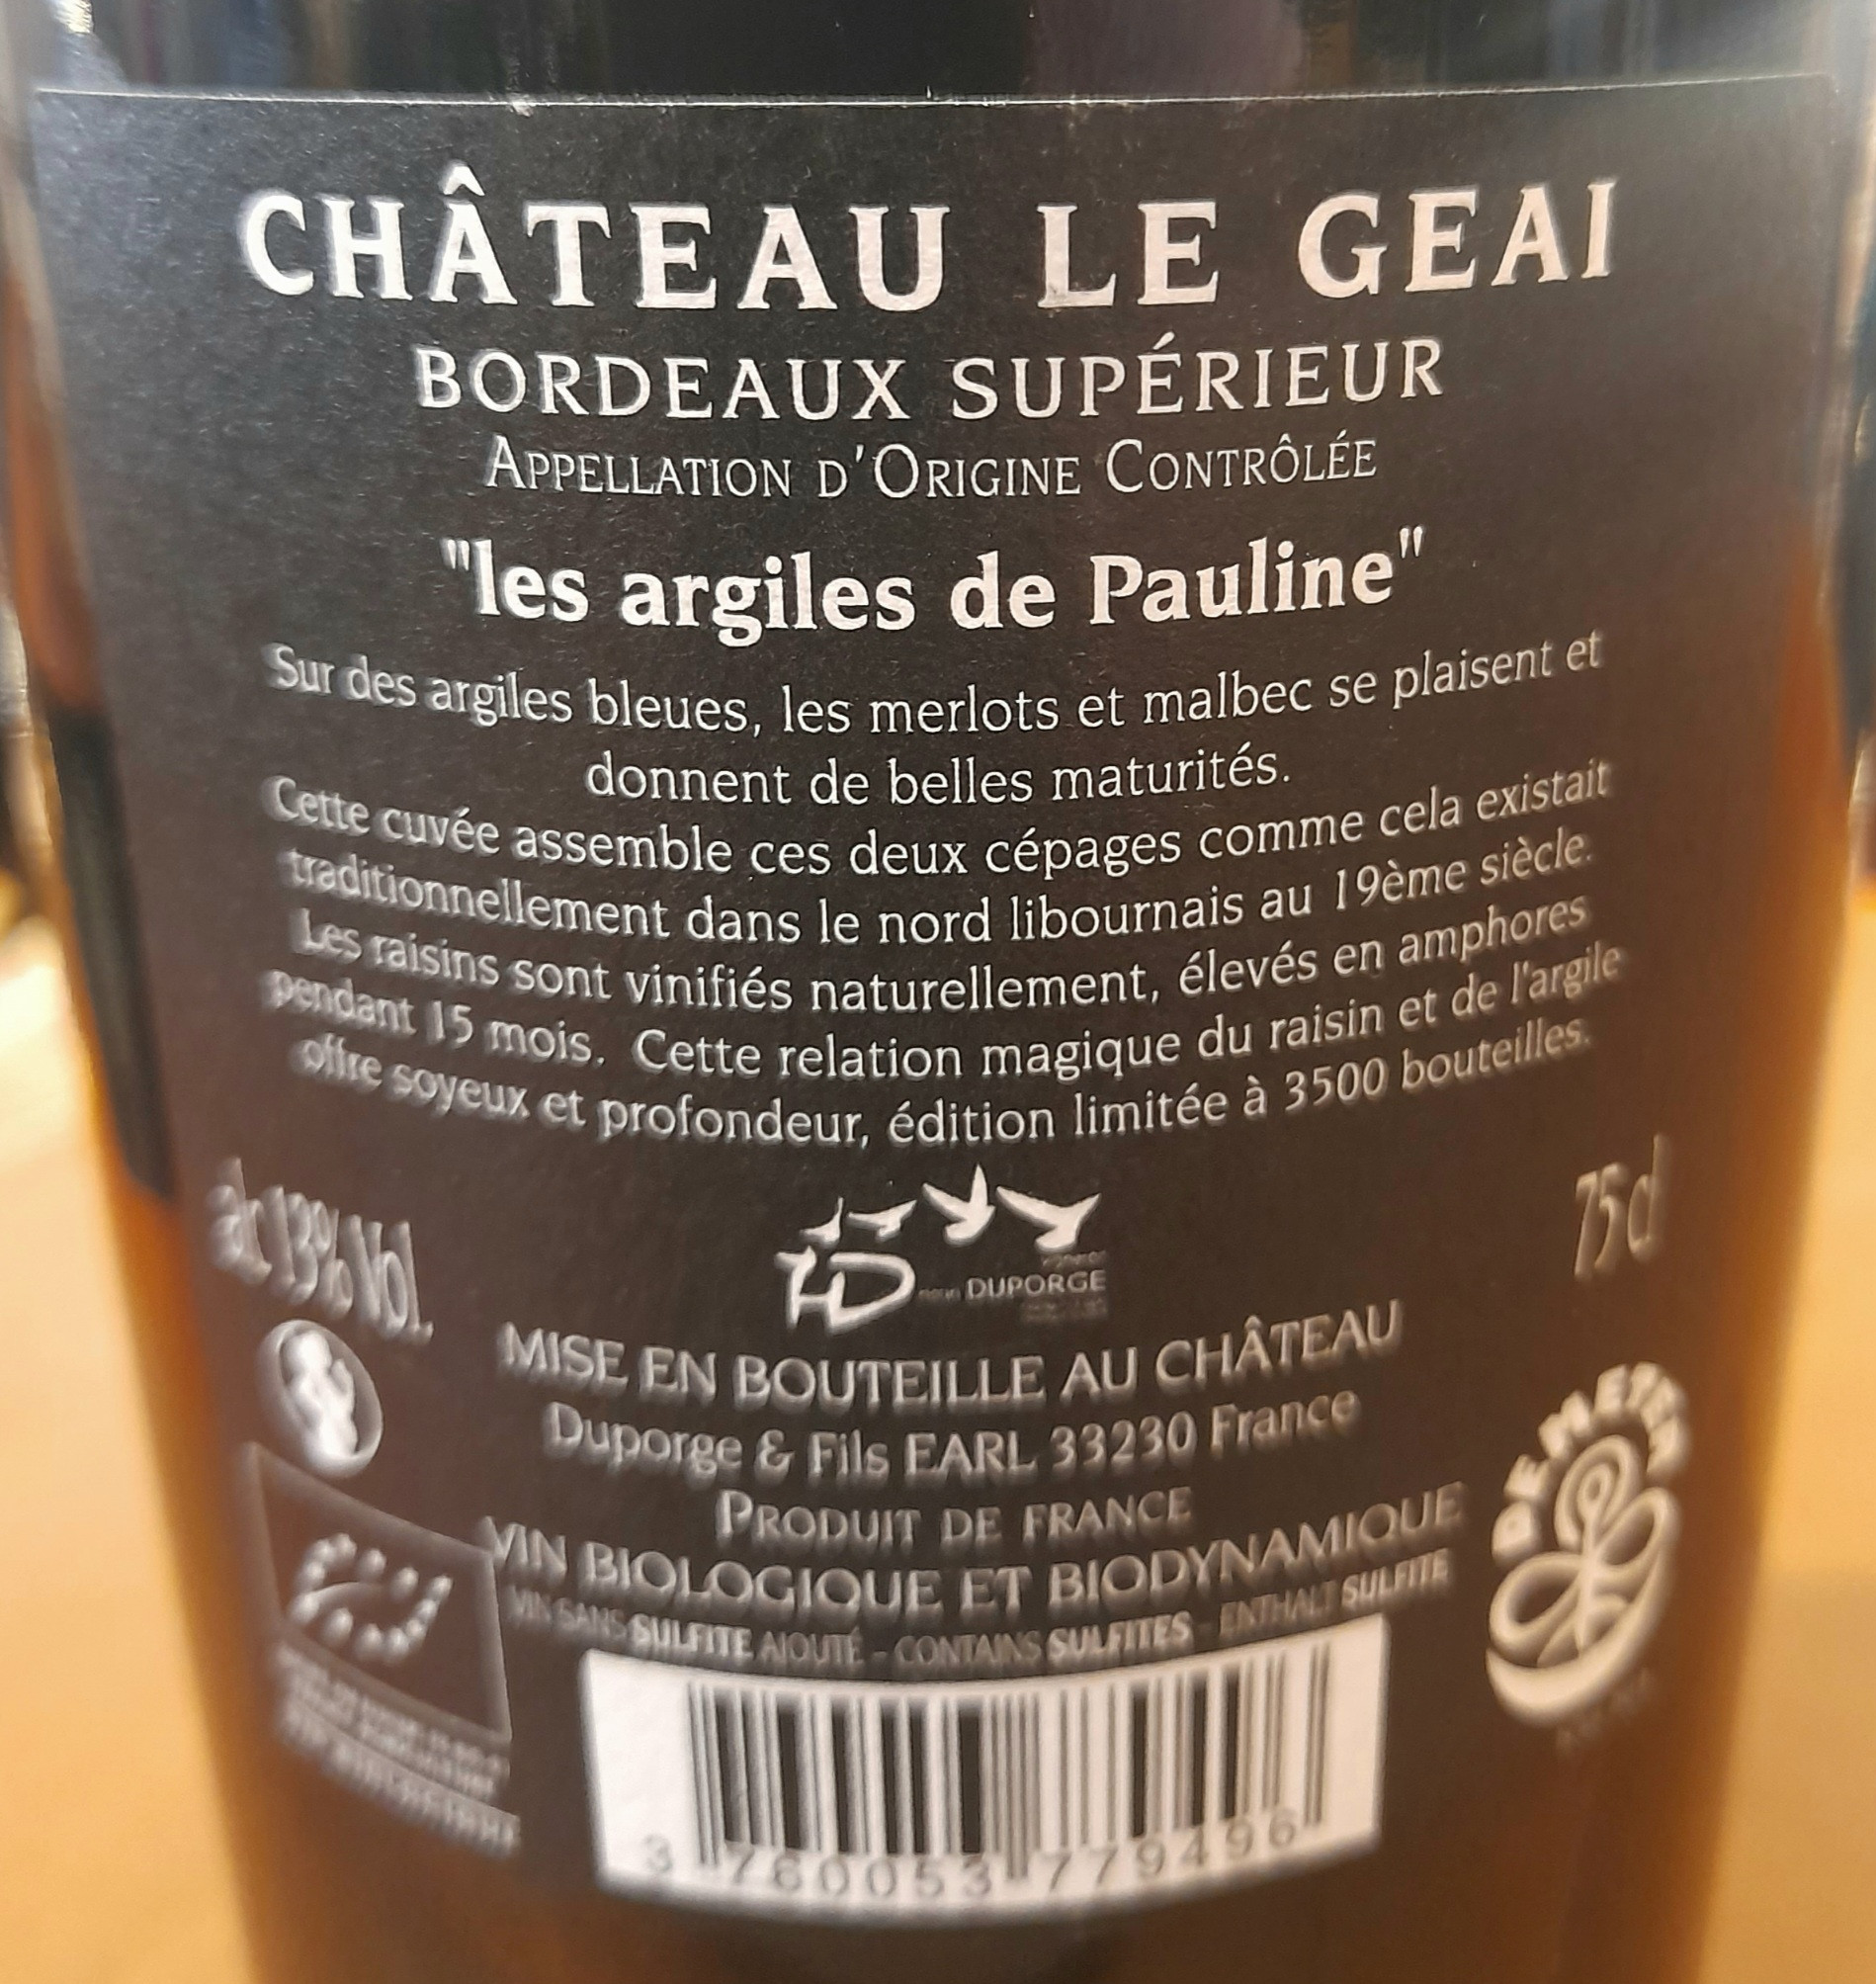 CHÂTEAU LE GEAI
BORDEAUX SUPÉRIEUR
APPELLATION D'ORIGINE CONTRÔLÉE
"les argiles de Pauline"
Sur des argiles bleues, les merlots et malbec se plaisent et
donnent de belles maturités.
Cette cuvée assemble ces deux cépages comme cela existait
traditionnellement dans le nord libournais au 19ème siècle.
Les raisins sont vinifiés naturellement, élevés en amphores
pendant 15 mois. Cette relation magique du raisin et de l'argile
offre soyeux et profondeur, édition limitée à 3500 bouteilles.
alc 13% Vol.
75 cl
HD DUPORGE
MISE EN BOUTEILLE AU CHÂTEAU
Duporge & Fils EARL 33230 France
PRODUIT DE FRANCE
DEMETER
VIN BIOLOGIQUE ET BIODYNAMIQUE
VIN SANS SULFITE AJOUTÉ - CONTAINS SULFITES - ENTHALT SULFITE
3 760053 779496